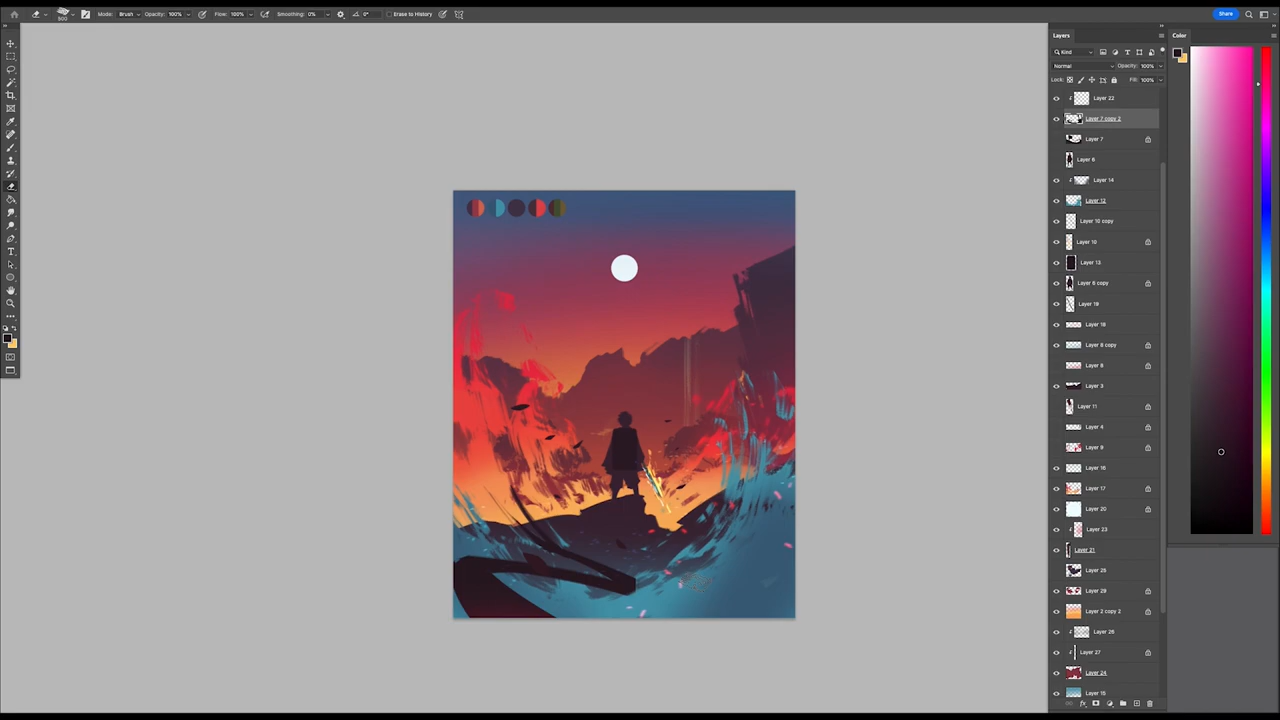 500
Mode: Brush
Opacity: 100%
Flow: 100%
Smoothing: 0%
0°
Erase to History
Share
Layers
Color
Kind
Normal
Opacity: 100%
Lock:
Fill: 100%
Layer 22
Layer 7 copy 2
Layer 7
Layer 6
Layer 14
Layer 12
Layer 10 copy
Layer 10
Layer 13
Layer 6 copy
Layer 19
Layer 18
Layer 8 copy
Layer 8
Layer 3
Layer 11
Layer 4
Layer 9
Layer 16
Layer 17
Layer 20
Layer 23
Layer 21
Layer 25
Layer 29
Layer 2 copy 2
Layer 26
Layer 27
Layer 24
Layer 15
fx